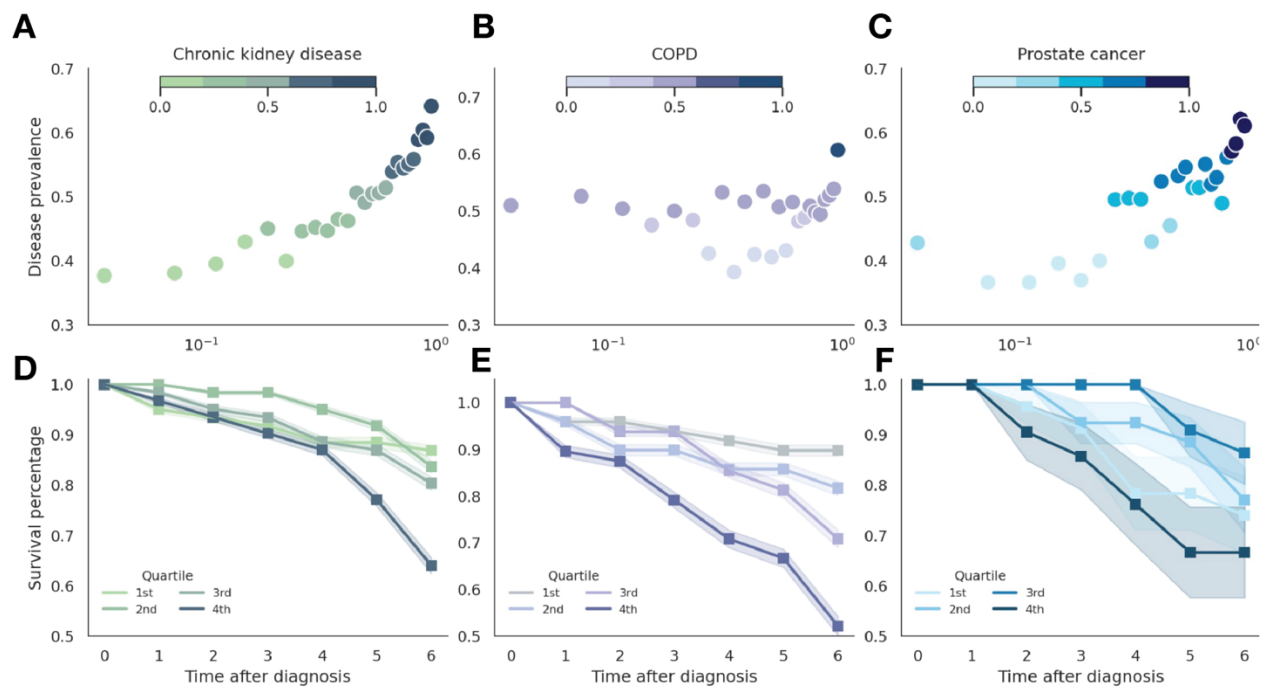 A
B
C
Chronic kidney disease
COPD
Prostate cancer
0.0 0.5 1.0
0.0 0.5 1.0
0.0 0.5 1.0
Disease prevalence
0.7
0.6
0.5
0.4
0.3
10⁻¹ 10⁰
0.7
0.6
0.5
0.4
0.3
10⁻¹ 10⁰
0.7
0.6
0.5
0.4
0.3
10⁻¹ 10⁰
D
E
F
Survival percentage
1.0
0.9
0.8
0.7
0.6
0.5
Quartile
1st 3rd
2nd 4th
0 1 2 3 4 5 6
Time after diagnosis
1.0
0.9
0.8
0.7
0.6
0.5
Quartile
1st 3rd
2nd 4th
0 1 2 3 4 5 6
Time after diagnosis
1.0
0.9
0.8
0.7
0.6
0.5
Quartile
1st 3rd
2nd 4th
0 1 2 3 4 5 6
Time after diagnosis